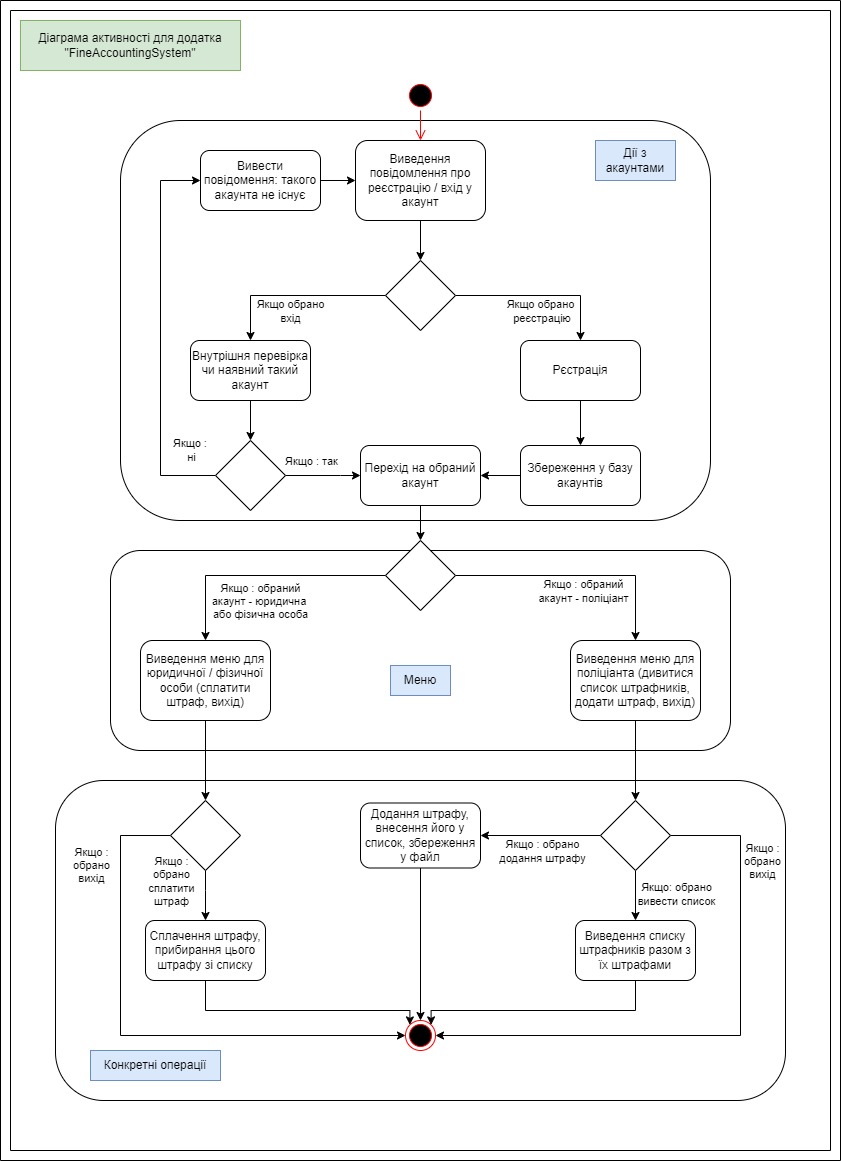 Діаграма активності для додатка
"FineAccountingSystem"
Вивести
повідомення: такого
акаунта не існує
Виведення
повідомлення про
реєстрацію / вхід у
акаунт
Дії з
акаунтами
Якщо обрано
вхід
Якщо обрано
реєстрацію
Внутрішня перевірка
чи наявний такий
акаунт
Рєстрація
Якщо :
ні
Якщо : так
Перехід на обраний
акаунт
Збереження у базу
акаунтів
Якщо : обраний
акаунт - юридична
або фізична особа
Якщо : обраний
акаунт - поліціант
Виведення меню для
юридичної / фізичної
особи (сплатити
штраф, вихід)
Меню
Виведення меню для
поліціанта (дивитися
список штрафників,
додати штраф, вихід)
Якщо :
обрано
вихід
Якщо :
обрано
сплатити
штраф
Додання штрафу,
внесення його у
список, збереження
у файл
Якщо : обрано
додання штрафу
Якщо :
обрано
вихід
Якщо: обрано
вивести список
Сплачення штрафу,
прибирання цього
штрафу зі списку
Виведення списку
штрафників разом з
їх штрафами
Конкретні операції